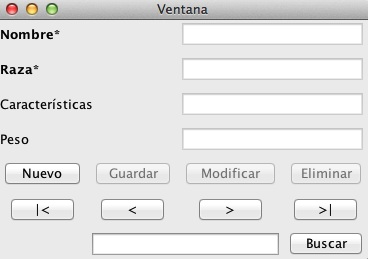 Ventana
Nombre*
Raza*
Características
Peso
Nuevo Guardar Modificar Eliminar
|< < > >|
Buscar